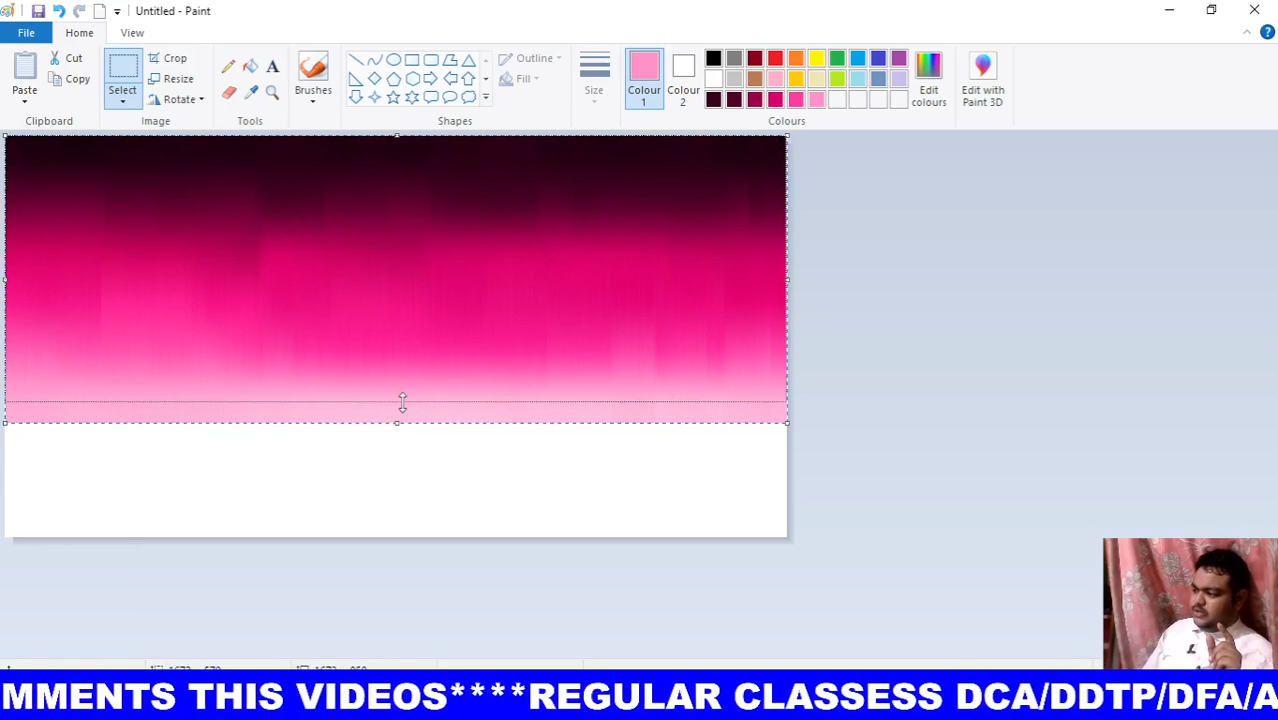 Untitled - Paint
File Home View
Paste
Cut
Copy
Clipboard
Select
Crop
Resize
Rotate
Image
A
Tools
Brushes
Outline
Fill
Shapes
Size
Colour 1
Colour 2
Edit colours
Edit with Paint 3D
Colours
MMENTS THIS VIDEOS****REGULAR CLASSESS DCA/DDTP/DFA/A